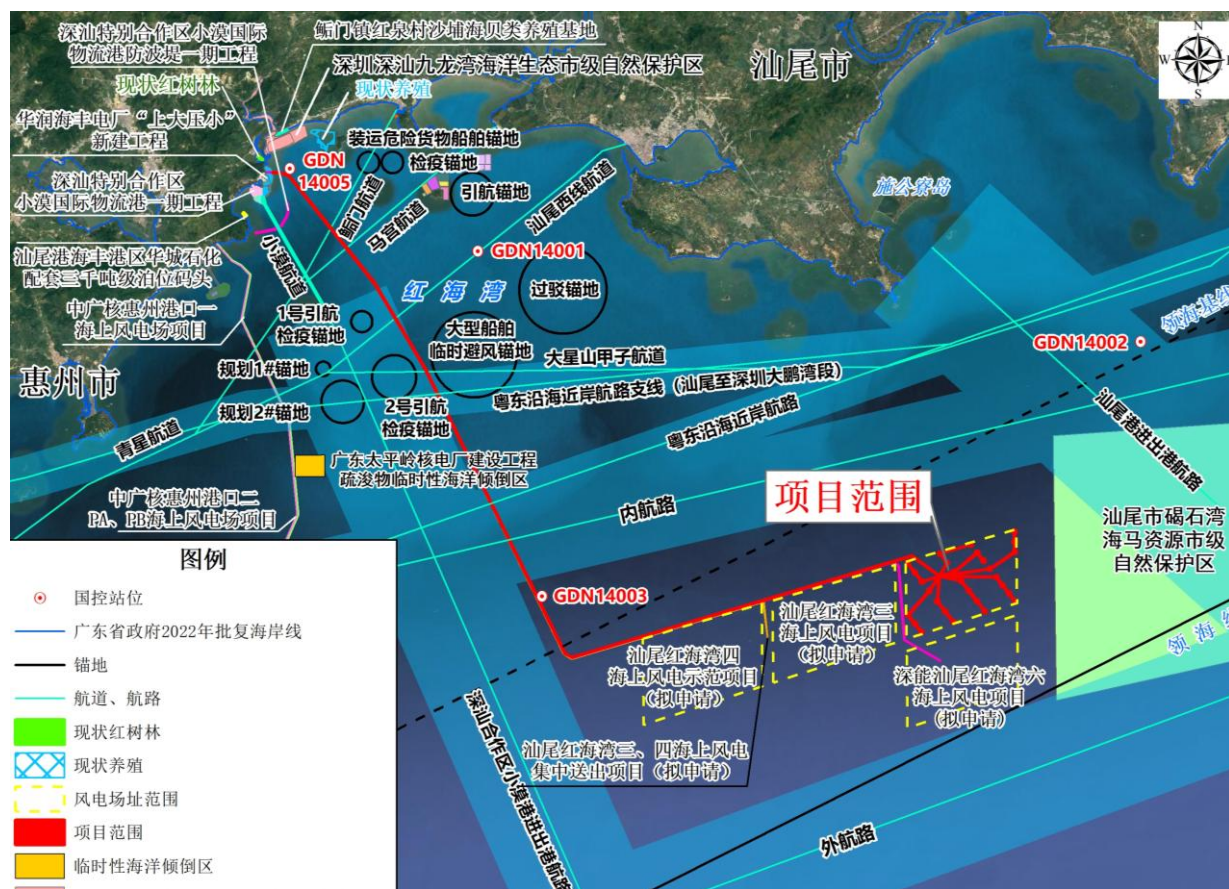 深汕特别合作区小漠国际
物流港防波堤一期工程
鲘门镇红泉村沙埔海贝类养殖基地
深圳深汕九龙湾海洋生态市级自然保护区
汕尾市
N
W
E
S
现状红树林
现状养殖
华润海丰电厂“上大压小”
新建工程
GDN
14005
装运危险货物船舶锚地
检疫锚地
引航锚地
深汕特别合作区
小漠国际物流港一期工程
鲘门航道
马宫航道
汕尾西线航道
施公寮岛
汕尾港海丰港区华城石化
配套三千吨级泊位码头
小漠航道
GDN14001
红海湾
过驳锚地
中广核惠州港口一
海上风电场项目
1号引航
检疫锚地
大型船舶
临时避风锚地
大星山甲子航道
GDN14002
领海基线
惠州市
规划1#锚地
规划2#锚地
2号引航
检疫锚地
粤东沿海近岸航路支线（汕尾至深圳大鹏湾段）
粤东沿海近岸航路
汕尾港进出港航路
青星航道
广东太平岭核电厂建设工程
疏浚物临时性海洋倾倒区
中广核惠州港口二
PA、PB海上风电场项目
内航路
项目范围
汕尾市碣石湾
海马资源市级
自然保护区
GDN14003
汕尾红海湾四
海上风电示范项目
（拟申请）
汕尾红海湾三
海上风电项目
（拟申请）
深能汕尾红海湾六
海上风电项目
（拟申请）
领海
汕尾红海湾三、四海上风电
集中送出项目（拟申请）
深汕合作区小漠港进出港航路
外航路
图例
国控站位
广东省政府2022年批复海岸线
锚地
航道、航路
现状红树林
现状养殖
风电场址范围
项目范围
临时性海洋倾倒区